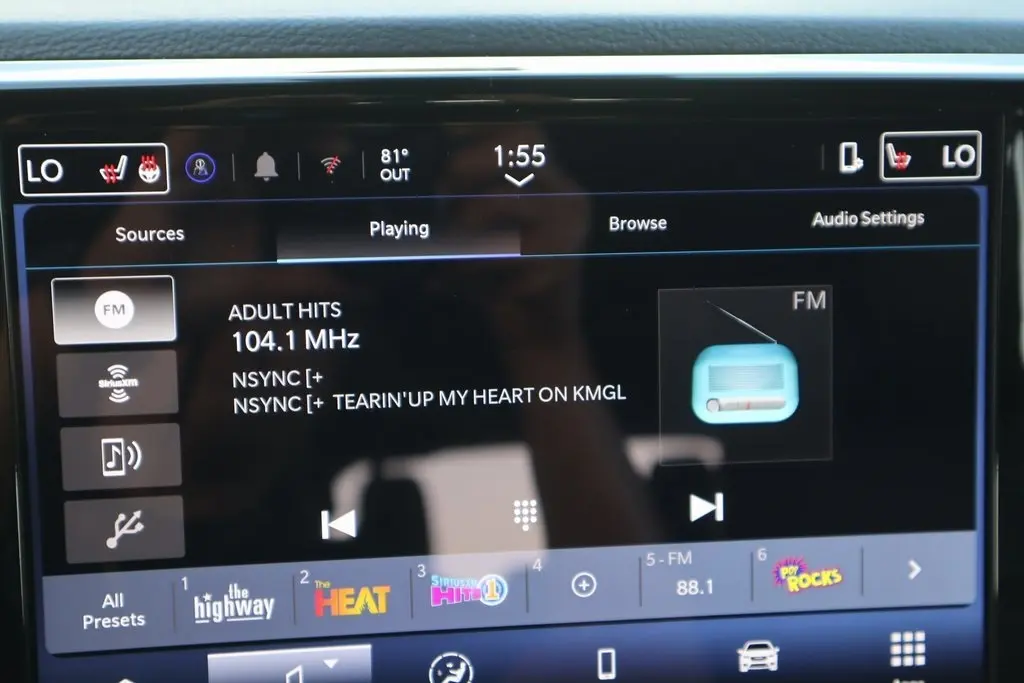 LO
81°
OUT
1:55
LO
Sources
Playing
Browse
Audio Settings
FM
SiriusXM
ADULT HITS
104.1 MHz
NSYNC [+
NSYNC [+ TEARIN'UP MY HEART ON KMGL
FM
All
Presets
1
the
highway
2
The
HEAT
3
SIRIUSXM
HITS 1
4
5 - FM
88.1
6
POP
ROCKS